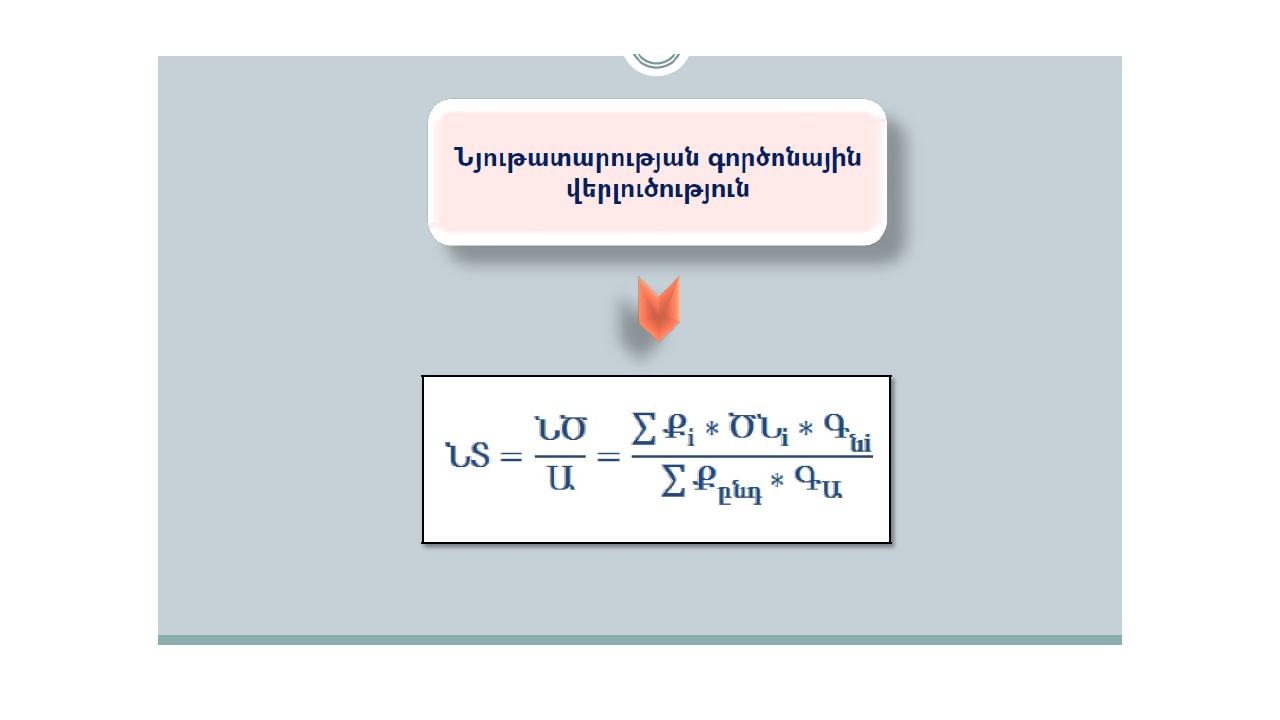 Նյութատարության գործոնային
վերլուծություն
ՆՏ = ՆԾ / Ա = ∑ Քi * ԾՆi * Գնi / ∑ Քընդ * ԳԱ